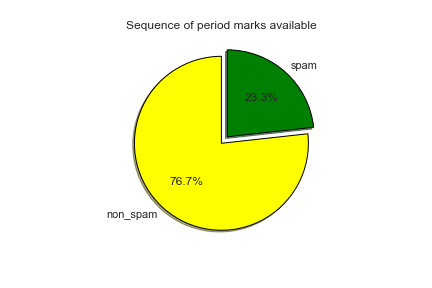 Sequence of period marks available
spam
23.3%
76.7%
non_spam